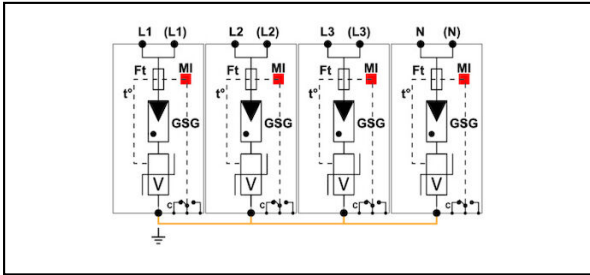 L1 (L1) L2 (L2) L3 (L3) N (N)
Ft MI Ft MI Ft MI Ft MI
t° t° t° t°
GSG GSG GSG GSG
V V V V
c c c c